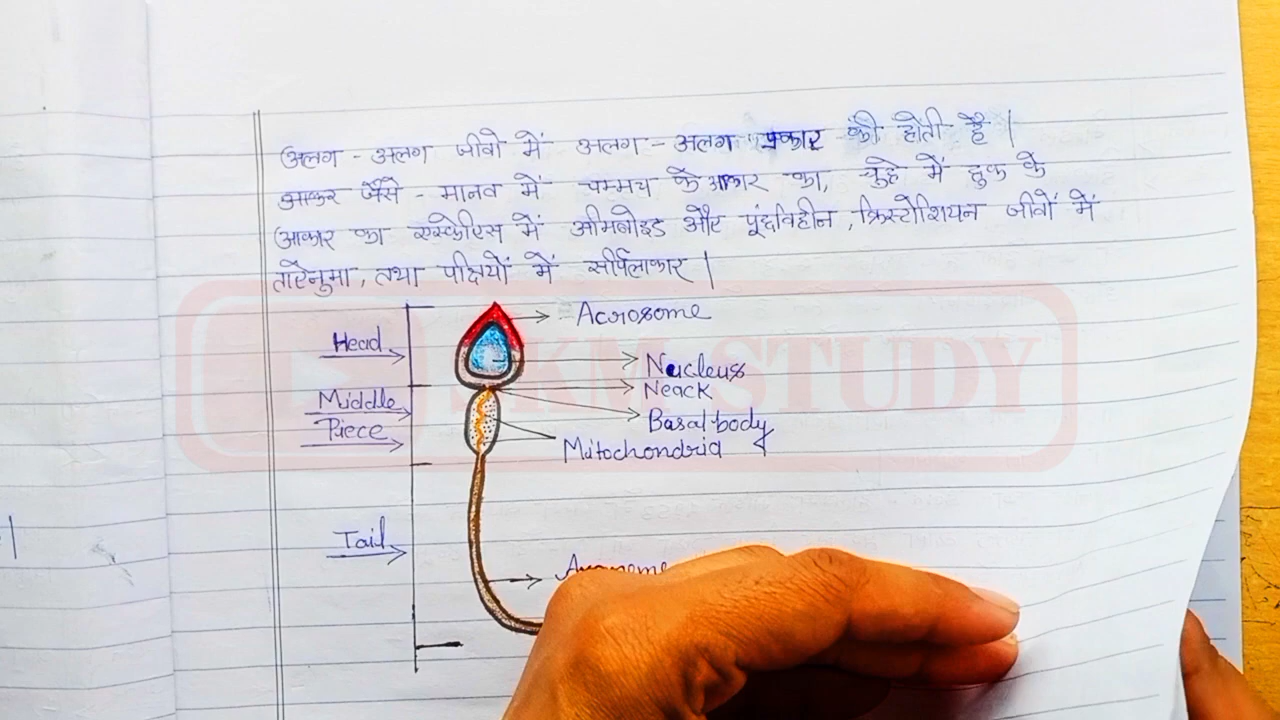 अलग - अलग जीवो में अलग - अलग प्रकार की होती है |
आकर जैसे - मानव में चम्मच के आकार का, चुहे में हुक के
आकार का एस्केरिस में अमीबोइड और पूंछविहीन, क्रिस्टेशियन जीवों में
तारेनुमा, तथा पक्षियों में सर्पिलाकार |
Head
Acrosome
Nucleus
Neack
Middle
Piece
Basal body
Mitochondria
Tail
KM STUDY